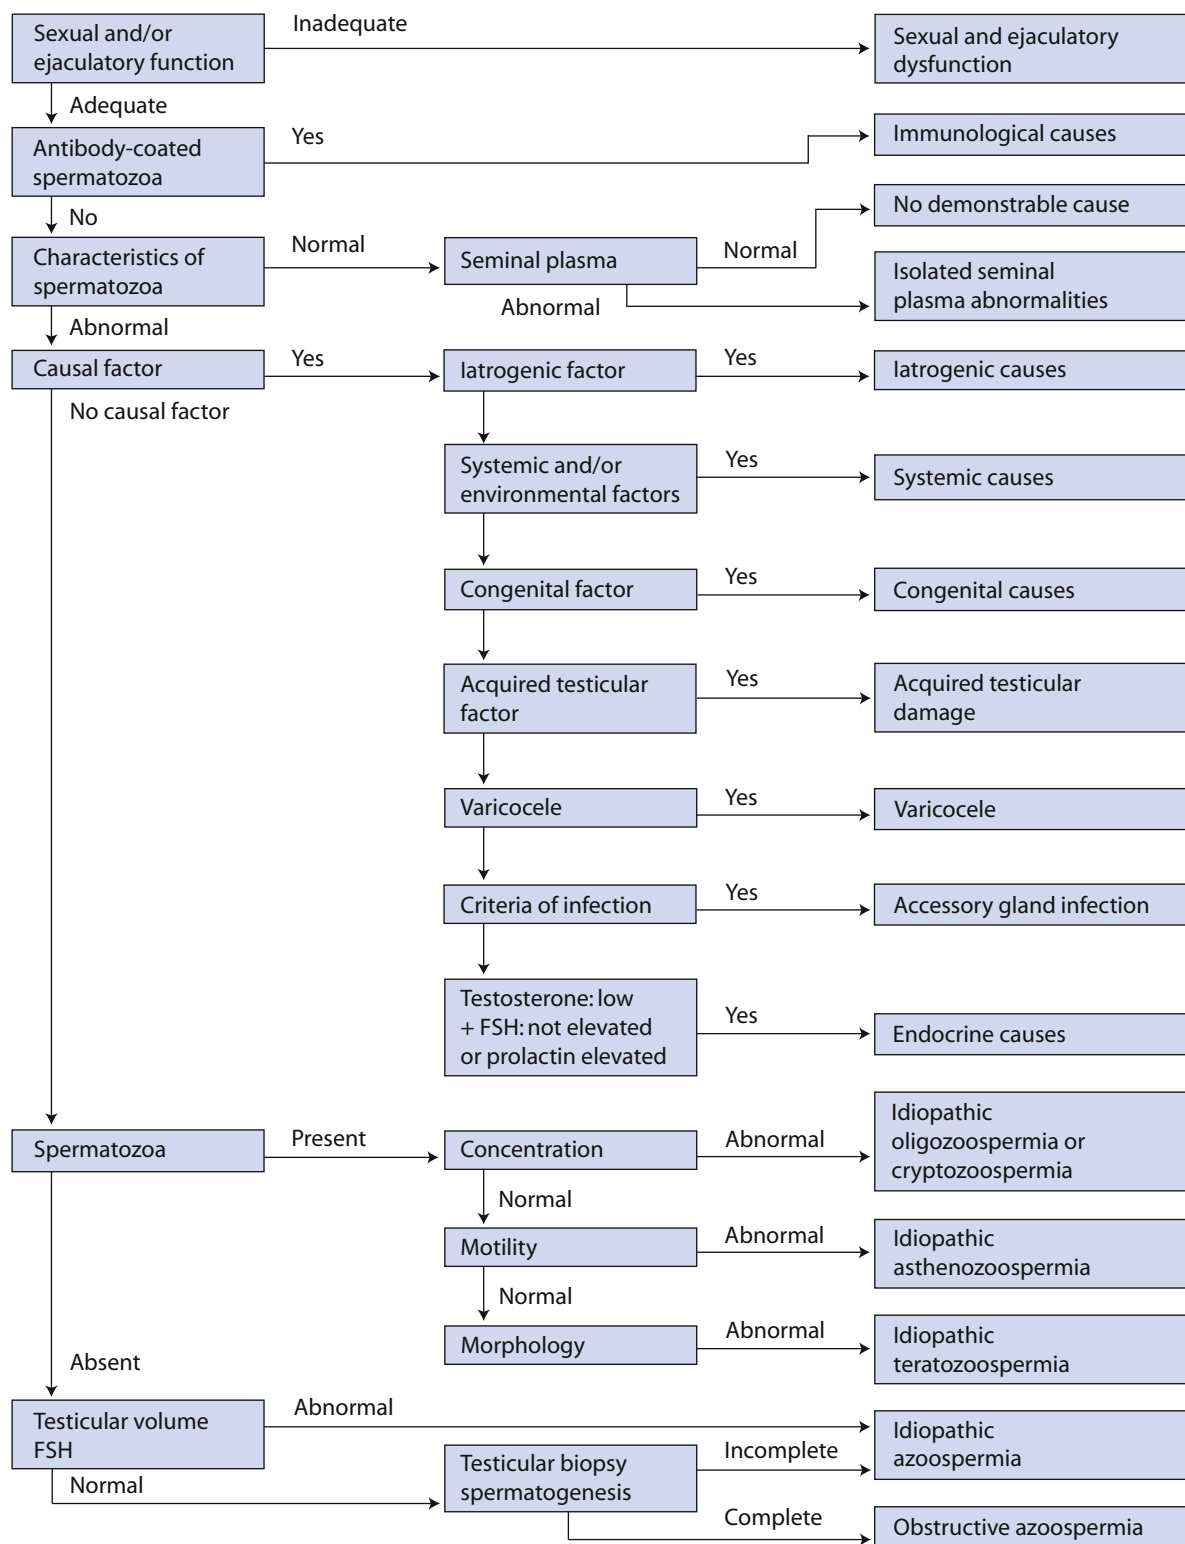 Sexual and/or
ejaculatory function
Inadequate
Sexual and ejaculatory
dysfunction
Adequate
Antibody-coated
spermatozoa
Yes
Immunological causes
No
No demonstrable cause
Characteristics of
spermatozoa
Normal
Seminal plasma
Normal
Abnormal
Isolated seminal
plasma abnormalities
Abnormal
Causal factor
Yes
Iatrogenic factor
Yes
Iatrogenic causes
No causal factor
Systemic and/or
environmental factors
Yes
Systemic causes
Congenital factor
Yes
Congenital causes
Acquired testicular
factor
Yes
Acquired testicular
damage
Varicocele
Yes
Varicocele
Criteria of infection
Yes
Accessory gland infection
Testosterone: low
+ FSH: not elevated
or prolactin elevated
Yes
Endocrine causes
Spermatozoa
Present
Concentration
Abnormal
Idiopathic
oligozoospermia or
cryptozoospermia
Normal
Motility
Abnormal
Idiopathic
asthenozoospermia
Normal
Morphology
Abnormal
Idiopathic
teratozoospermia
Absent
Testicular volume
FSH
Abnormal
Idiopathic
azoospermia
Normal
Testicular biopsy
spermatogenesis
Incomplete
Complete
Obstructive azoospermia